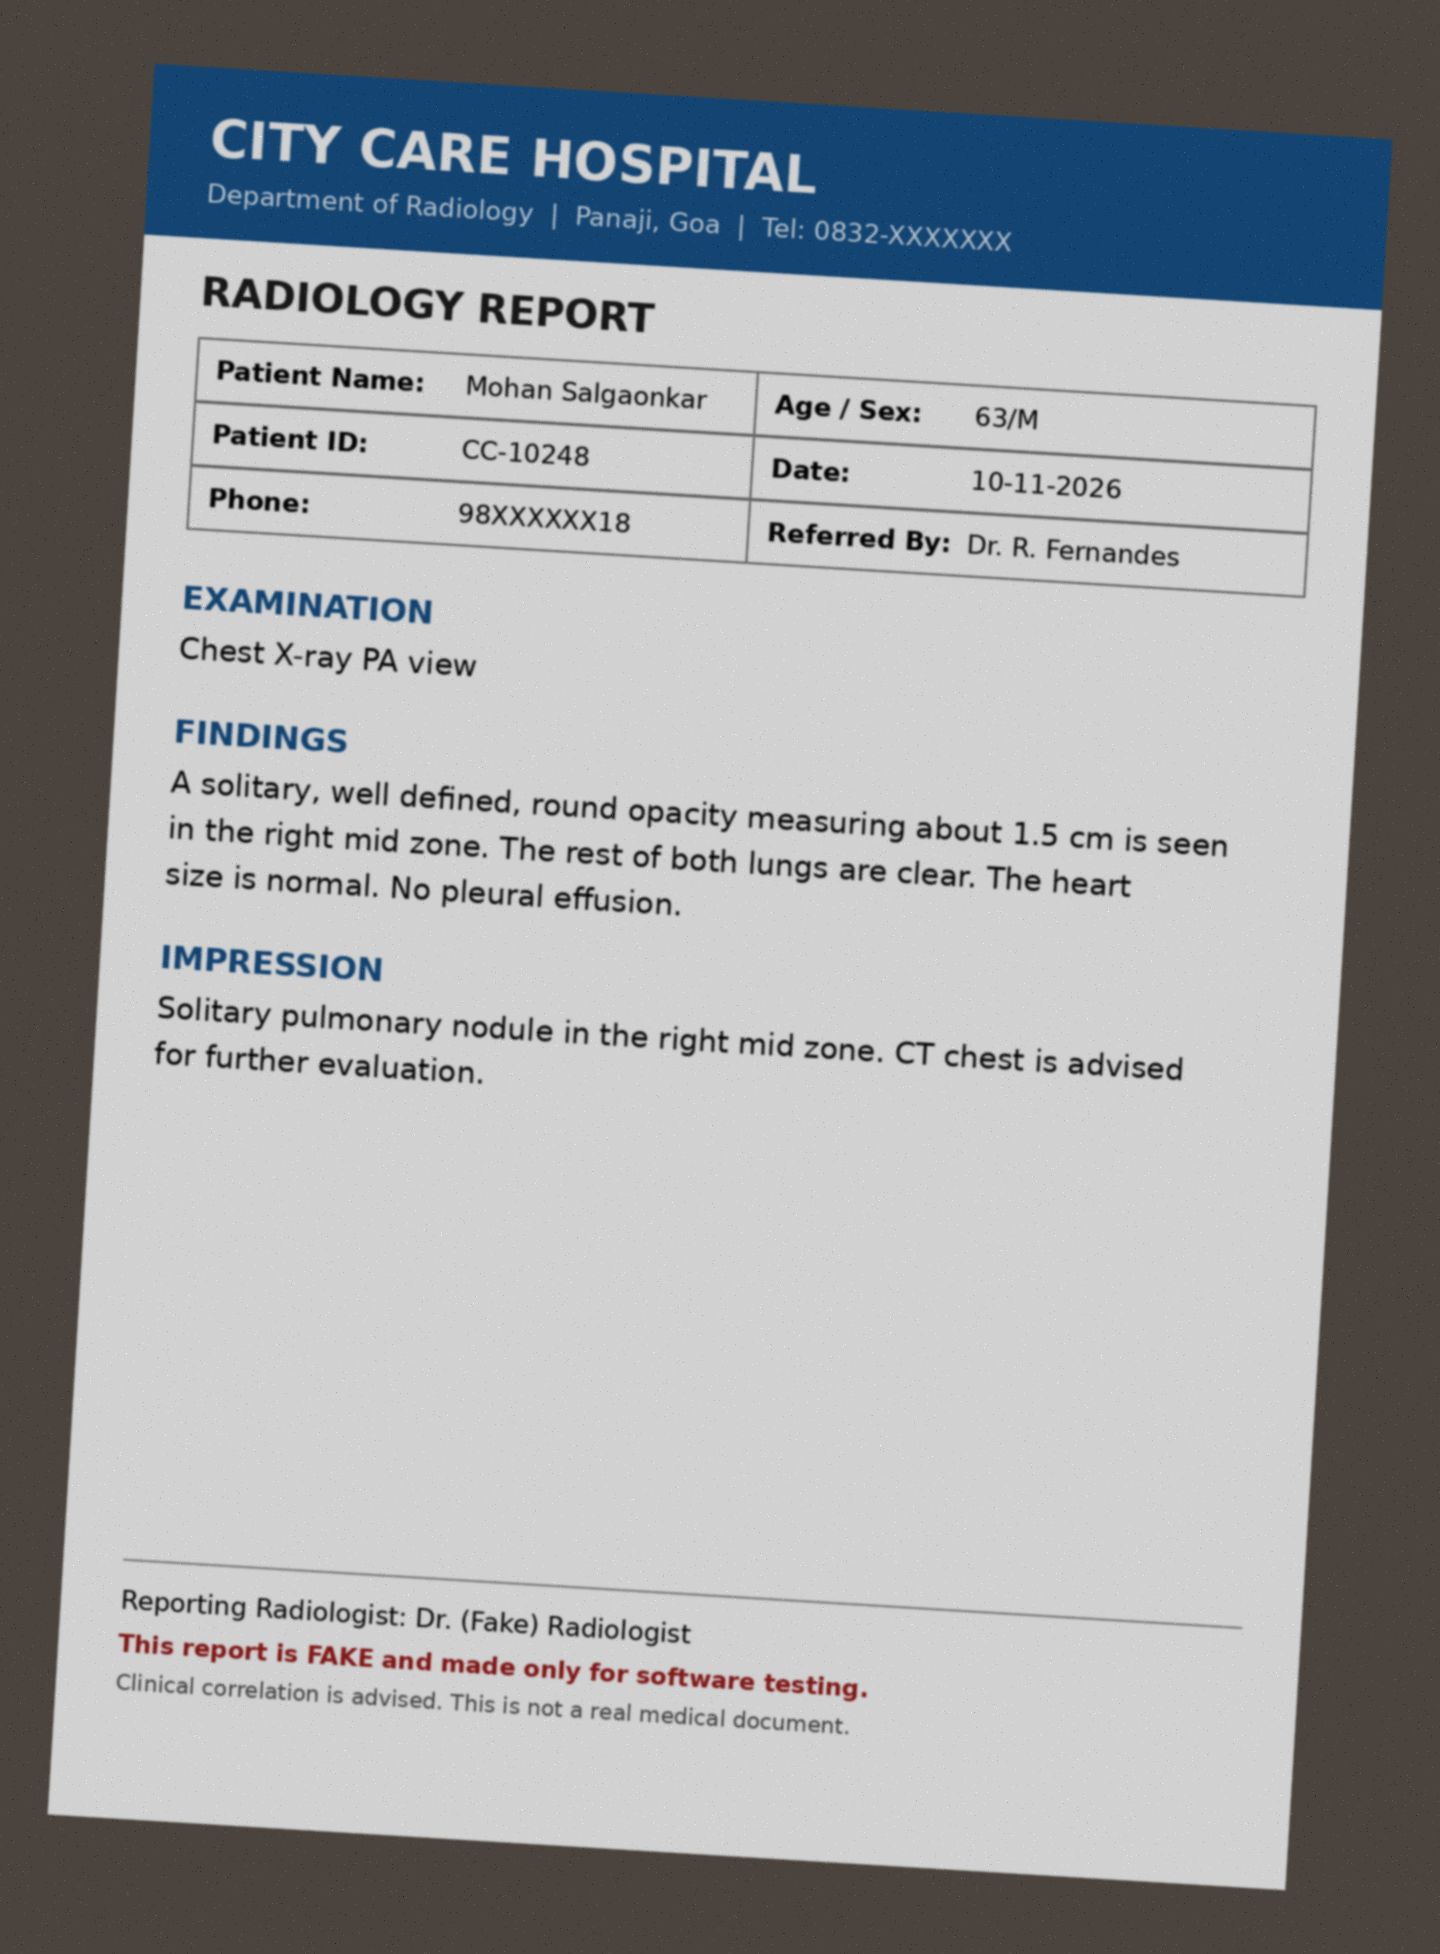 CITY CARE HOSPITAL
Department of Radiology | Panaji, Goa | Tel: 0832-XXXXXXX
RADIOLOGY REPORT
Patient Name: Mohan Salgaonkar Age / Sex: 63/M
Patient ID: CC-10248 Date: 10-11-2026
Phone: 98XXXXXX18 Referred By: Dr. R. Fernandes
EXAMINATION
Chest X-ray PA view
FINDINGS
A solitary, well defined, round opacity measuring about 1.5 cm is seen
in the right mid zone. The rest of both lungs are clear. The heart
size is normal. No pleural effusion.
IMPRESSION
Solitary pulmonary nodule in the right mid zone. CT chest is advised
for further evaluation.
Reporting Radiologist: Dr. (Fake) Radiologist
This report is FAKE and made only for software testing.
Clinical correlation is advised. This is not a real medical document.